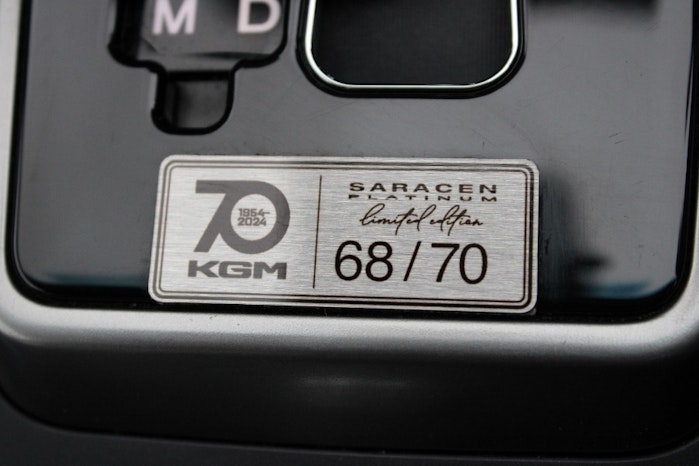 M D
70
1954-
2024
KGM
SARACEN
PLATINUM
limited edition
68/70